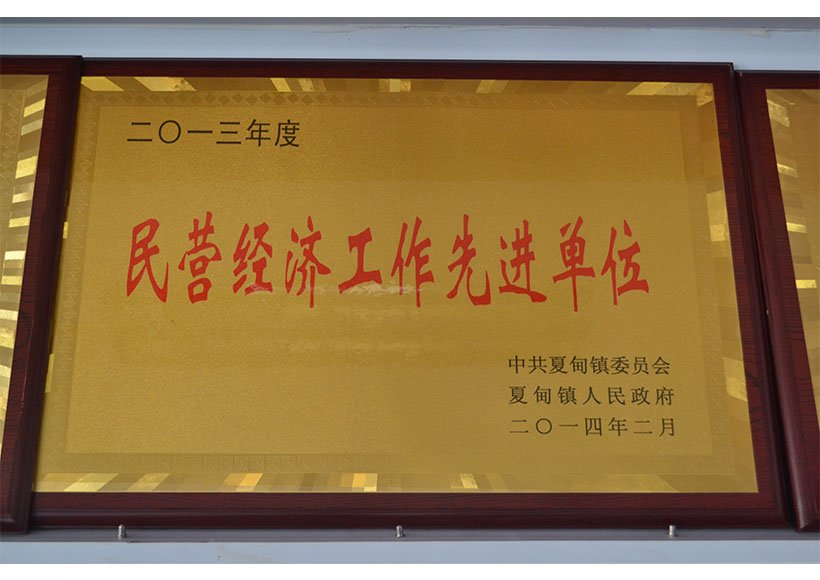 二〇一三年度
民营经济工作先进单位
中共夏甸镇委员会
夏甸镇人民政府
二〇一四年二月